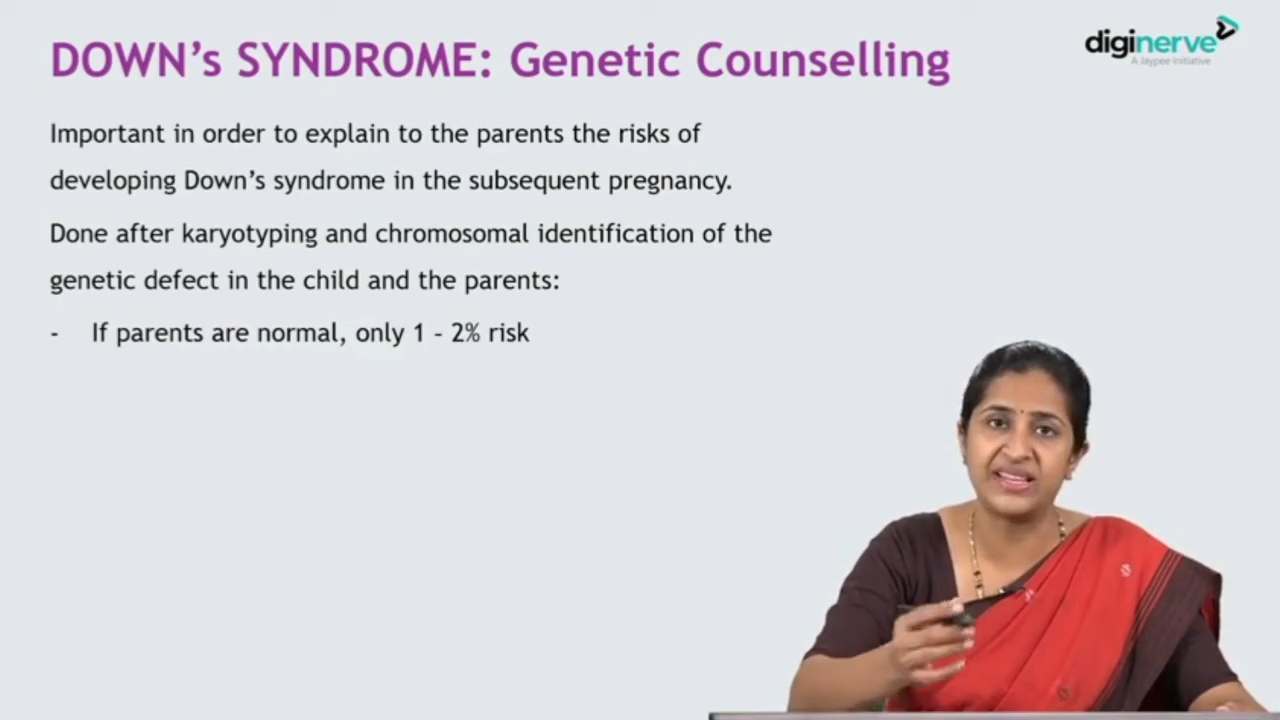 DOWN's SYNDROME: Genetic Counselling
diginerve
A Jaypee Initiative
Important in order to explain to the parents the risks of
developing Down's syndrome in the subsequent pregnancy.
Done after karyotyping and chromosomal identification of the
genetic defect in the child and the parents:
- If parents are normal, only 1 - 2% risk